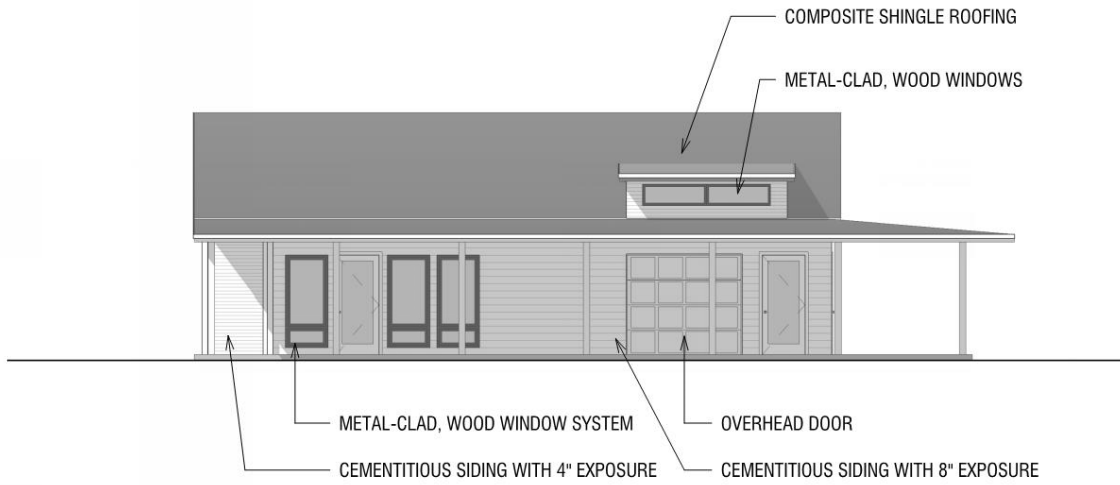 COMPOSITE SHINGLE ROOFING
METAL-CLAD, WOOD WINDOWS
METAL-CLAD, WOOD WINDOW SYSTEM
OVERHEAD DOOR
CEMENTITIOUS SIDING WITH 4" EXPOSURE
CEMENTITIOUS SIDING WITH 8" EXPOSURE